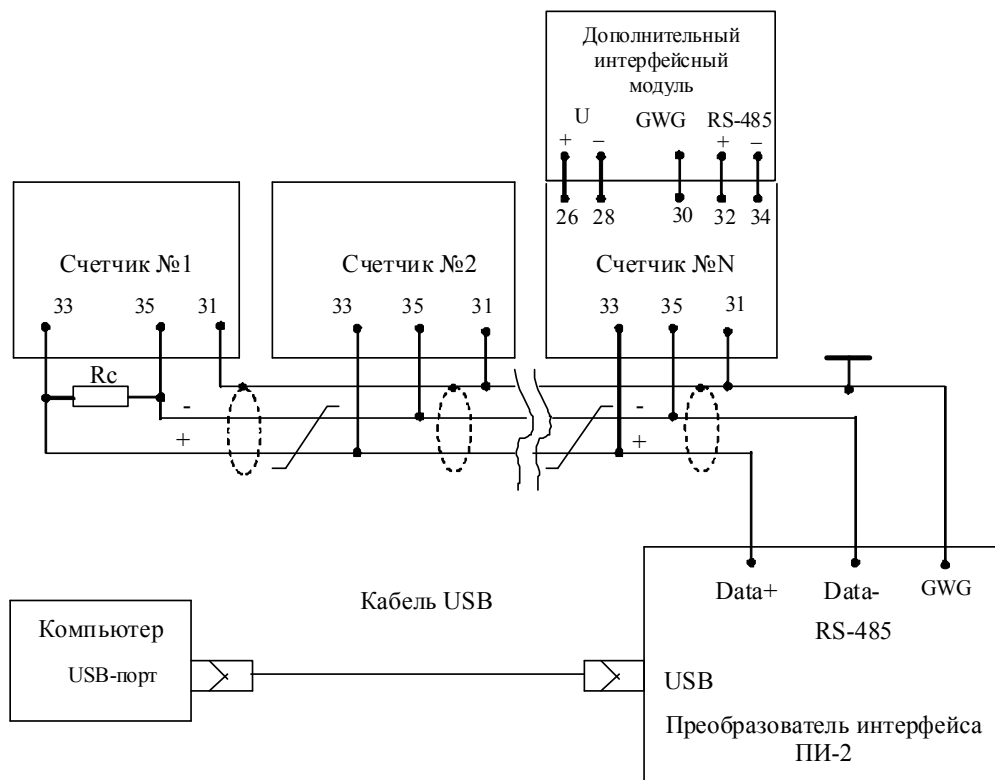 Дополнительный
интерфейсный
модуль
U GWG RS-485
+ – + –
26 28 30 32 34
Счетчик №1 Счетчик №2 Счетчик №N
33 35 31 33 35 31 33 35 31
Rc
- -
+ +
Data+ Data- GWG
RS-485
Кабель USB
Компьютер
USB-порт
USB
Преобразователь интерфейса
ПИ-2